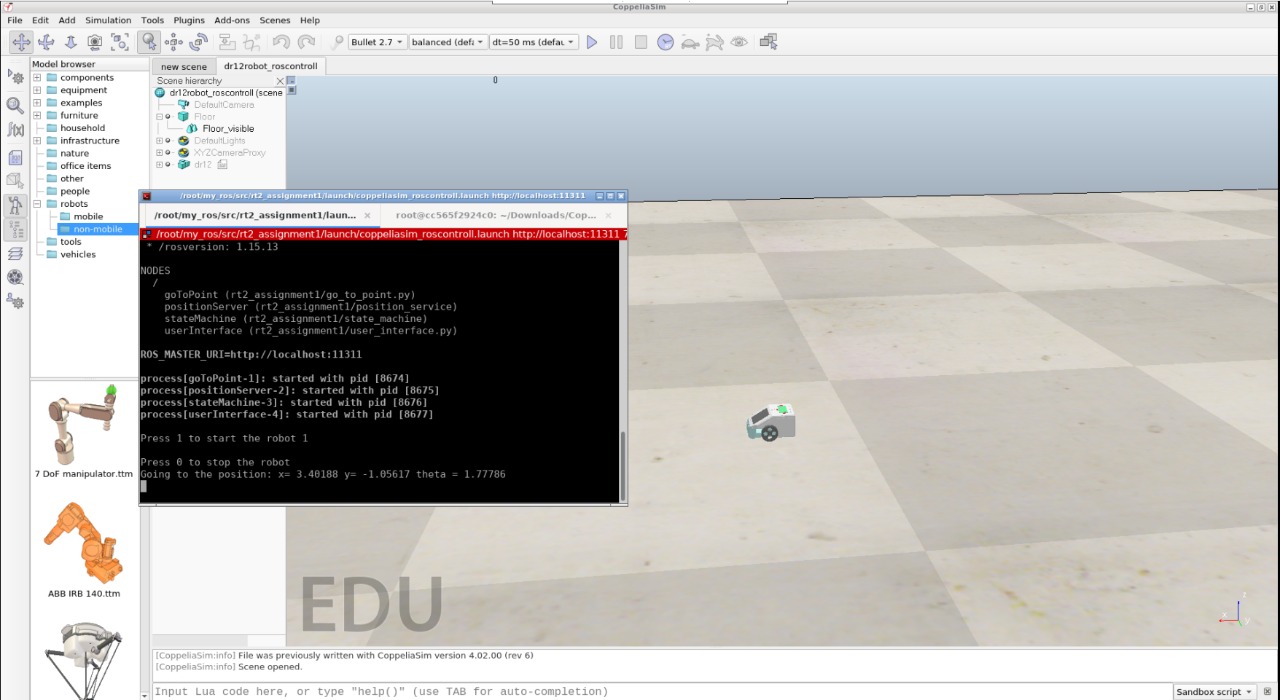 CoppeliaSim
File Edit Add Simulation Tools Plugins Add-ons Scenes Help
Bullet 2.7 balanced (defa dt=50 ms (defau
Model browser
components
equipment
examples
furniture
household
infrastructure
nature
office items
other
people
robots
mobile
non-mobile
tools
vehicles
7 DoF manipulator.ttm
ABB IRB 140.ttm
new scene dr12robot_roscontroll
Scene hierarchy
dr12robot_roscontroll (scene
DefaultCamera
Floor
Floor_visible
DefaultLights
XYZCameraProxy
dr12
0
/root/my_ros/src/rt2_assignment1/launch/coppeliasim_roscontroll.launch http://localhost:11311
/root/my_ros/src/rt2_assignment1/laun... root@cc565f2924c0: ~/Downloads/Cop...
/root/my_ros/src/rt2_assignment1/launch/coppeliasim_roscontroll.launch http://localhost:11311 7
* /rosversion: 1.15.13
NODES
/
goToPoint (rt2_assignment1/go_to_point.py)
positionServer (rt2_assignment1/position_service)
stateMachine (rt2_assignment1/state_machine)
userInterface (rt2_assignment1/user_interface.py)
ROS_MASTER_URI=http://localhost:11311
process[goToPoint-1]: started with pid [8674]
process[positionServer-2]: started with pid [8675]
process[stateMachine-3]: started with pid [8676]
process[userInterface-4]: started with pid [8677]
Press 1 to start the robot 1
Press 0 to stop the robot
Going to the position: x= 3.40188 y= -1.05617 theta = 1.77786
EDU
[CoppeliaSim:info] File was previously written with CoppeliaSim version 4.02.00 (rev 6)
[CoppeliaSim:info] Scene opened.
Input Lua code here, or type "help()" (use TAB for auto-completion)
Sandbox script